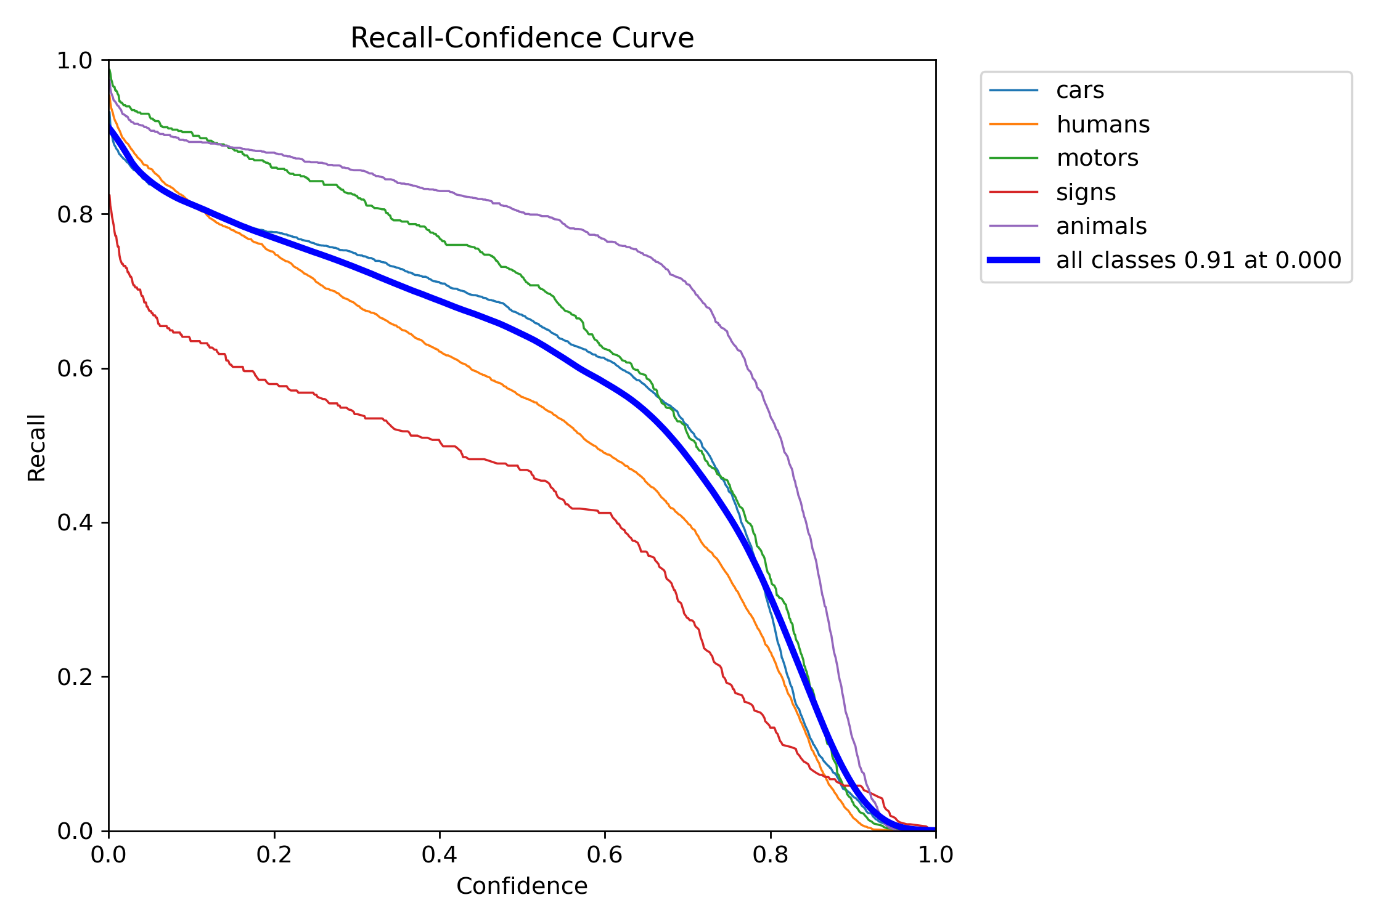 Recall-Confidence Curve
1.0
0.8
0.6
0.4
0.2
0.0
Recall
0.0 0.2 0.4 0.6 0.8 1.0
Confidence
cars
humans
motors
signs
animals
all classes 0.91 at 0.000